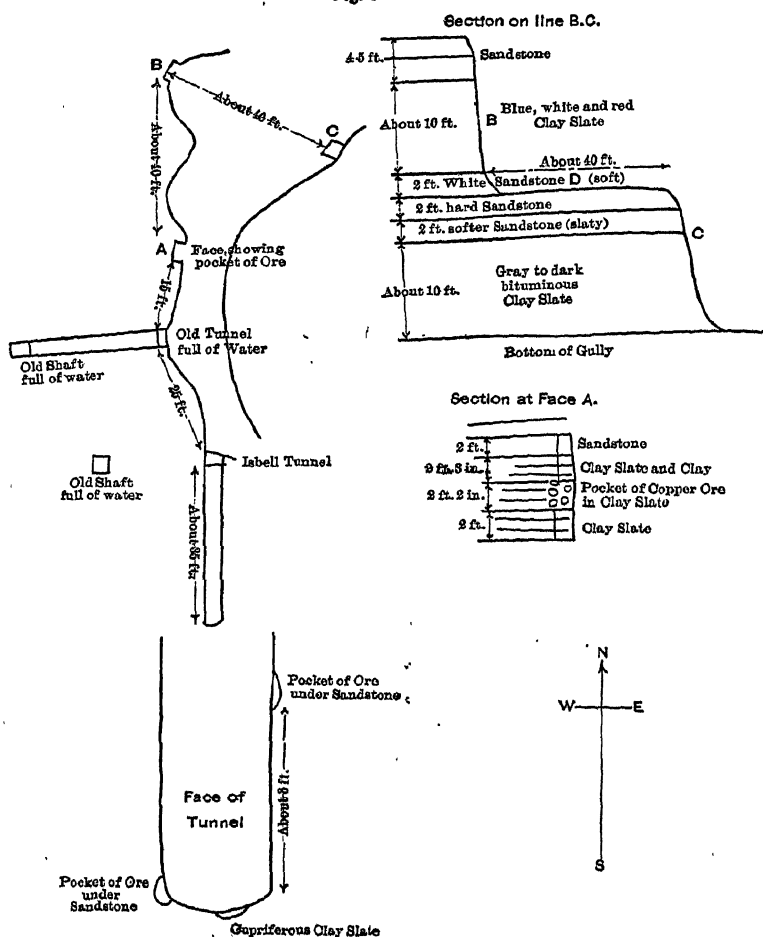 Section on line B.C.
4-5 ft.
Sandstone
About 10 ft.
B
Blue, white and red
Clay Slate
About 40 ft.
2 ft. White Sandstone D (soft)
2 ft. hard Sandstone
2 ft. softer Sandstone (slaty)
C
About 10 ft.
Gray to dark
bituminous
Clay Slate
Bottom of Gully
B
About 40 ft.
C
About 40 ft.
A
Face, showing
pocket of Ore
15 ft.
Old Tunnel
full of Water
Old Shaft
full of water
25 ft.
Isbell Tunnel
Old Shaft
full of water
About 35 ft.
Section at Face A.
2 ft.
Sandstone
ft. in.
Clay Slate and Clay
2 ft. 2 in.
Pocket of Copper Ore
in Clay Slate
2 ft.
Clay Slate
Pocket of Ore
under Sandstone
About 8 ft.
Face of
Tunnel
Pocket of Ore
under
Sandstone
Cupriferous Clay Slate
N
W
E
S